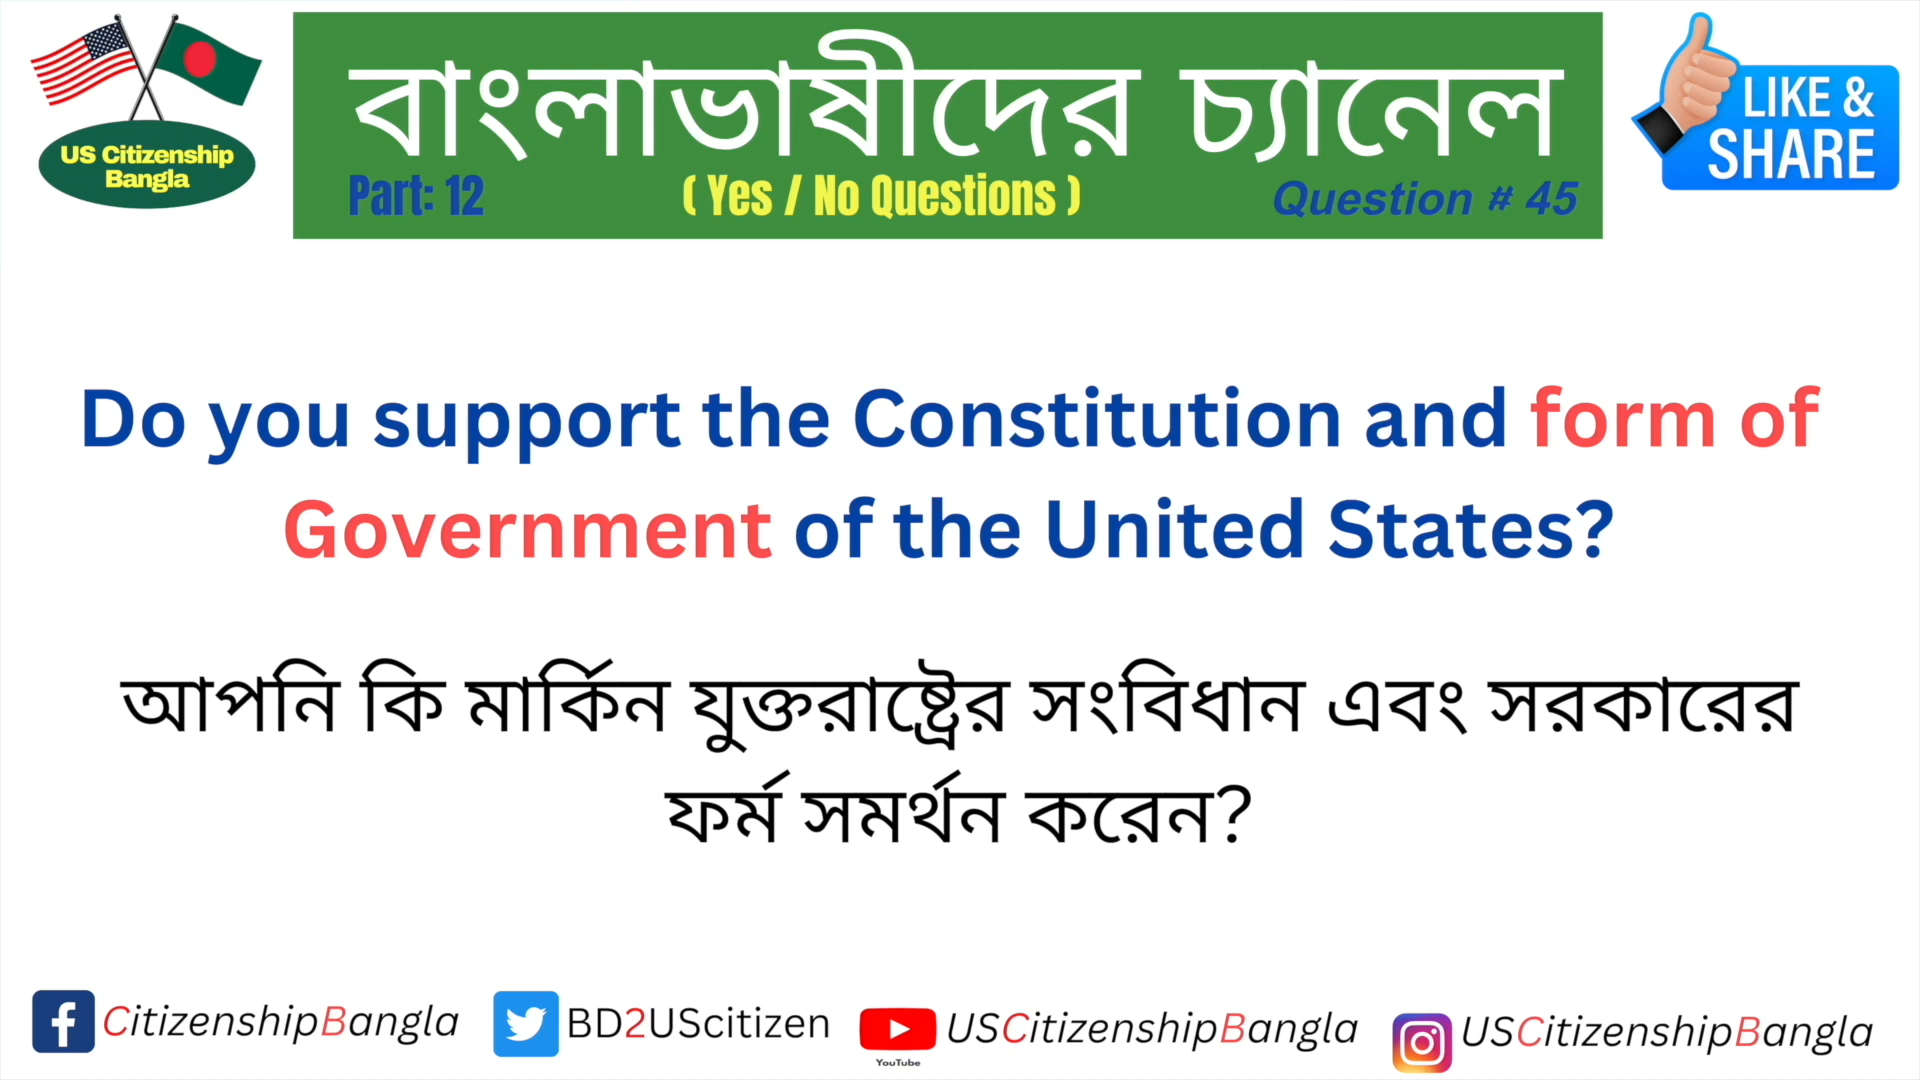 US Citizenship
Bangla
বাংলাভাষীদের চ্যানেল
Part: 12
( Yes / No Questions )
Question # 45
LIKE &
SHARE
Do you support the Constitution and form of
Government of the United States?
আপনি কি মার্কিন যুক্তরাষ্ট্রের সংবিধান এবং সরকারের
ফর্ম সমর্থন করেন?
CitizenshipBangla
BD2UScitizen
YouTube
USCitizenshipBangla
USCitizenshipBangla